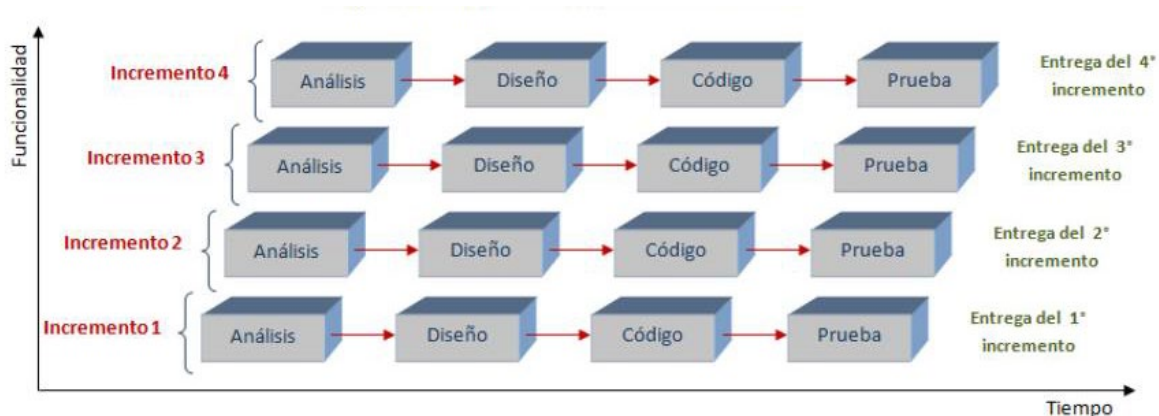 Funcionalidad
Incremento 4
Análisis
Diseño
Código
Prueba
Entrega del 4°
incremento
Incremento 3
Análisis
Diseño
Código
Prueba
Entrega del 3°
incremento
Incremento 2
Análisis
Diseño
Código
Prueba
Entrega del 2°
incremento
Incremento 1
Análisis
Diseño
Código
Prueba
Entrega del 1°
incremento
Tiempo